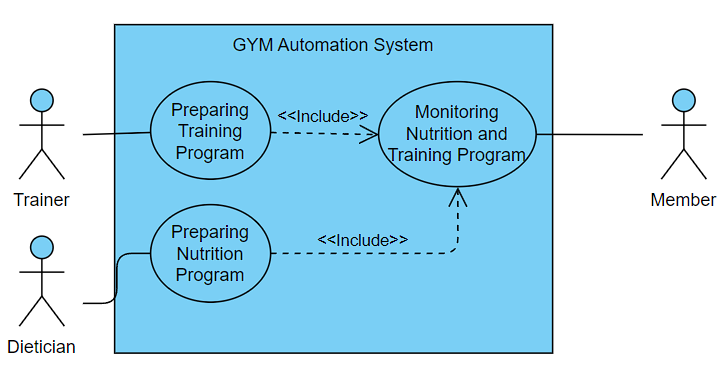 GYM Automation System
Preparing
Training
Program
<<Include>>
Monitoring
Nutrition and
Training Program
Trainer
Member
Preparing
Nutrition
Program
<<Include>>
Dietician